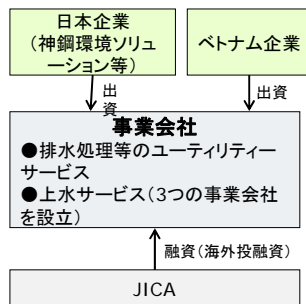 日本企業
(神鋼環境ソリュ
ーション等)
ベトナム企業
出
資
出資
事業会社
●排水処理等のユーティリティー
サービス
●上水サービス(3つの事業会社
を設立)
融資(海外投融資)
JICA